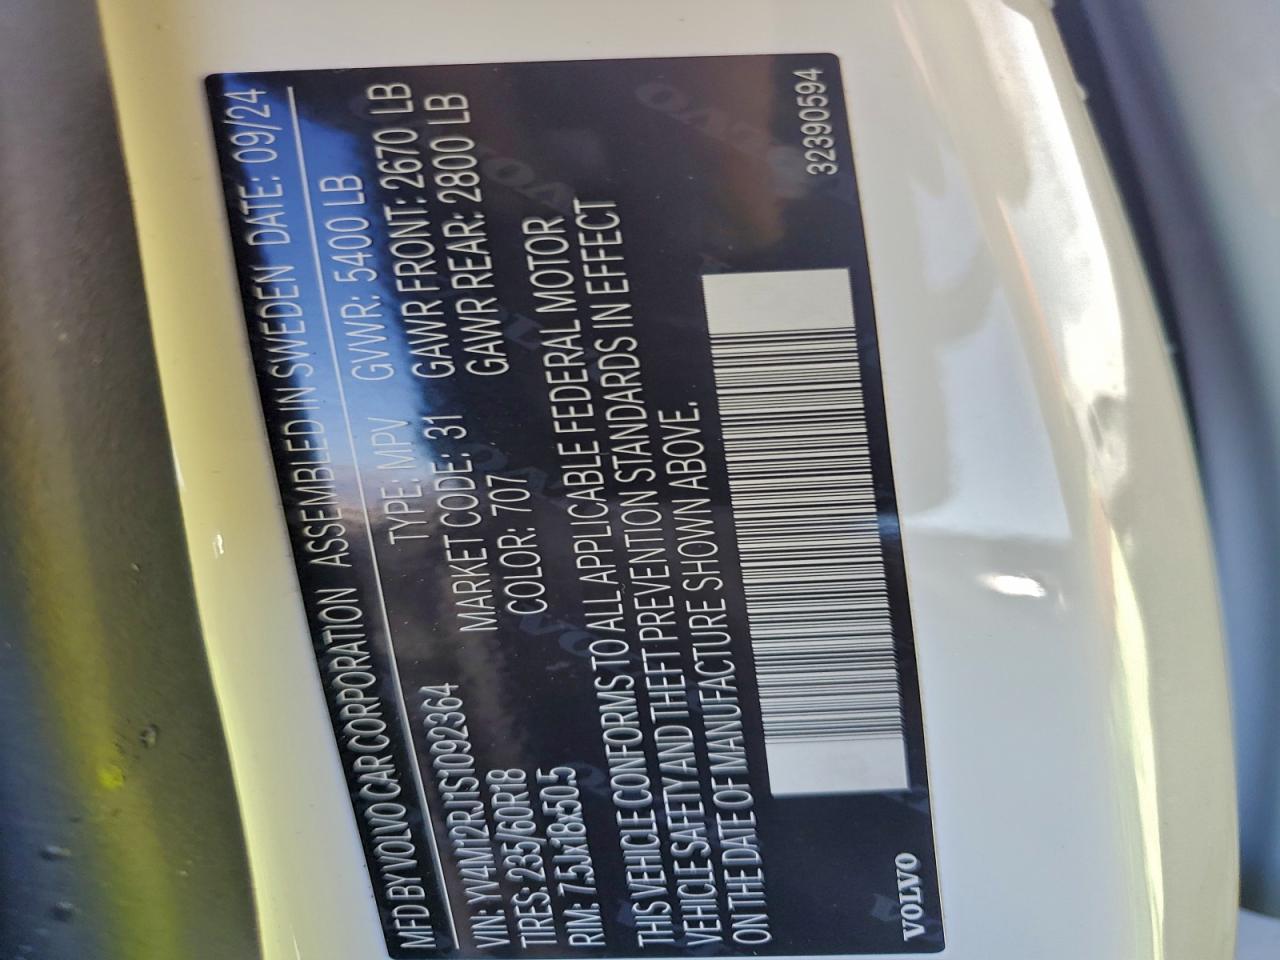 MFD BY VOLVO CAR CORPORATION ASSEMBLED IN SWEDEN DATE: 09/24
VIN: YV4M12RJ1S1092364 TYPE: MPV GVWR: 5400 LB
TIRES: 235/60R18 MARKET CODE: 31 GAWR FRONT: 2670 LB
RIM: 7.5Jx18x50.5 COLOR: 707 GAWR REAR: 2800 LB
THIS VEHICLE CONFORMS TO ALL APPLICABLE FEDERAL MOTOR
VEHICLE SAFETY AND THEFT PREVENTION STANDARDS IN EFFECT
ON THE DATE OF MANUFACTURE SHOWN ABOVE.
VOLVO 32390594